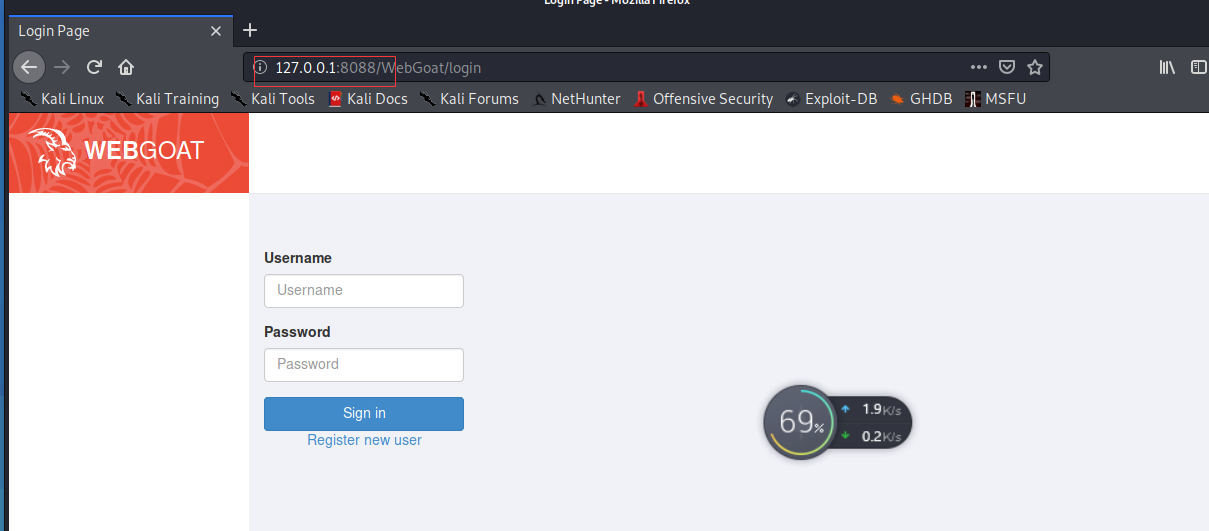 Login Page - Mozilla Firefox
Login Page
127.0.0.1:8088/WebGoat/login
Kali Linux Kali Training Kali Tools Kali Docs Kali Forums NetHunter Offensive Security Exploit-DB GHDB MSFU
WEBGOAT
Username
Username
Password
Password
Sign in
Register new user
69%
1.9K/s
0.2K/s